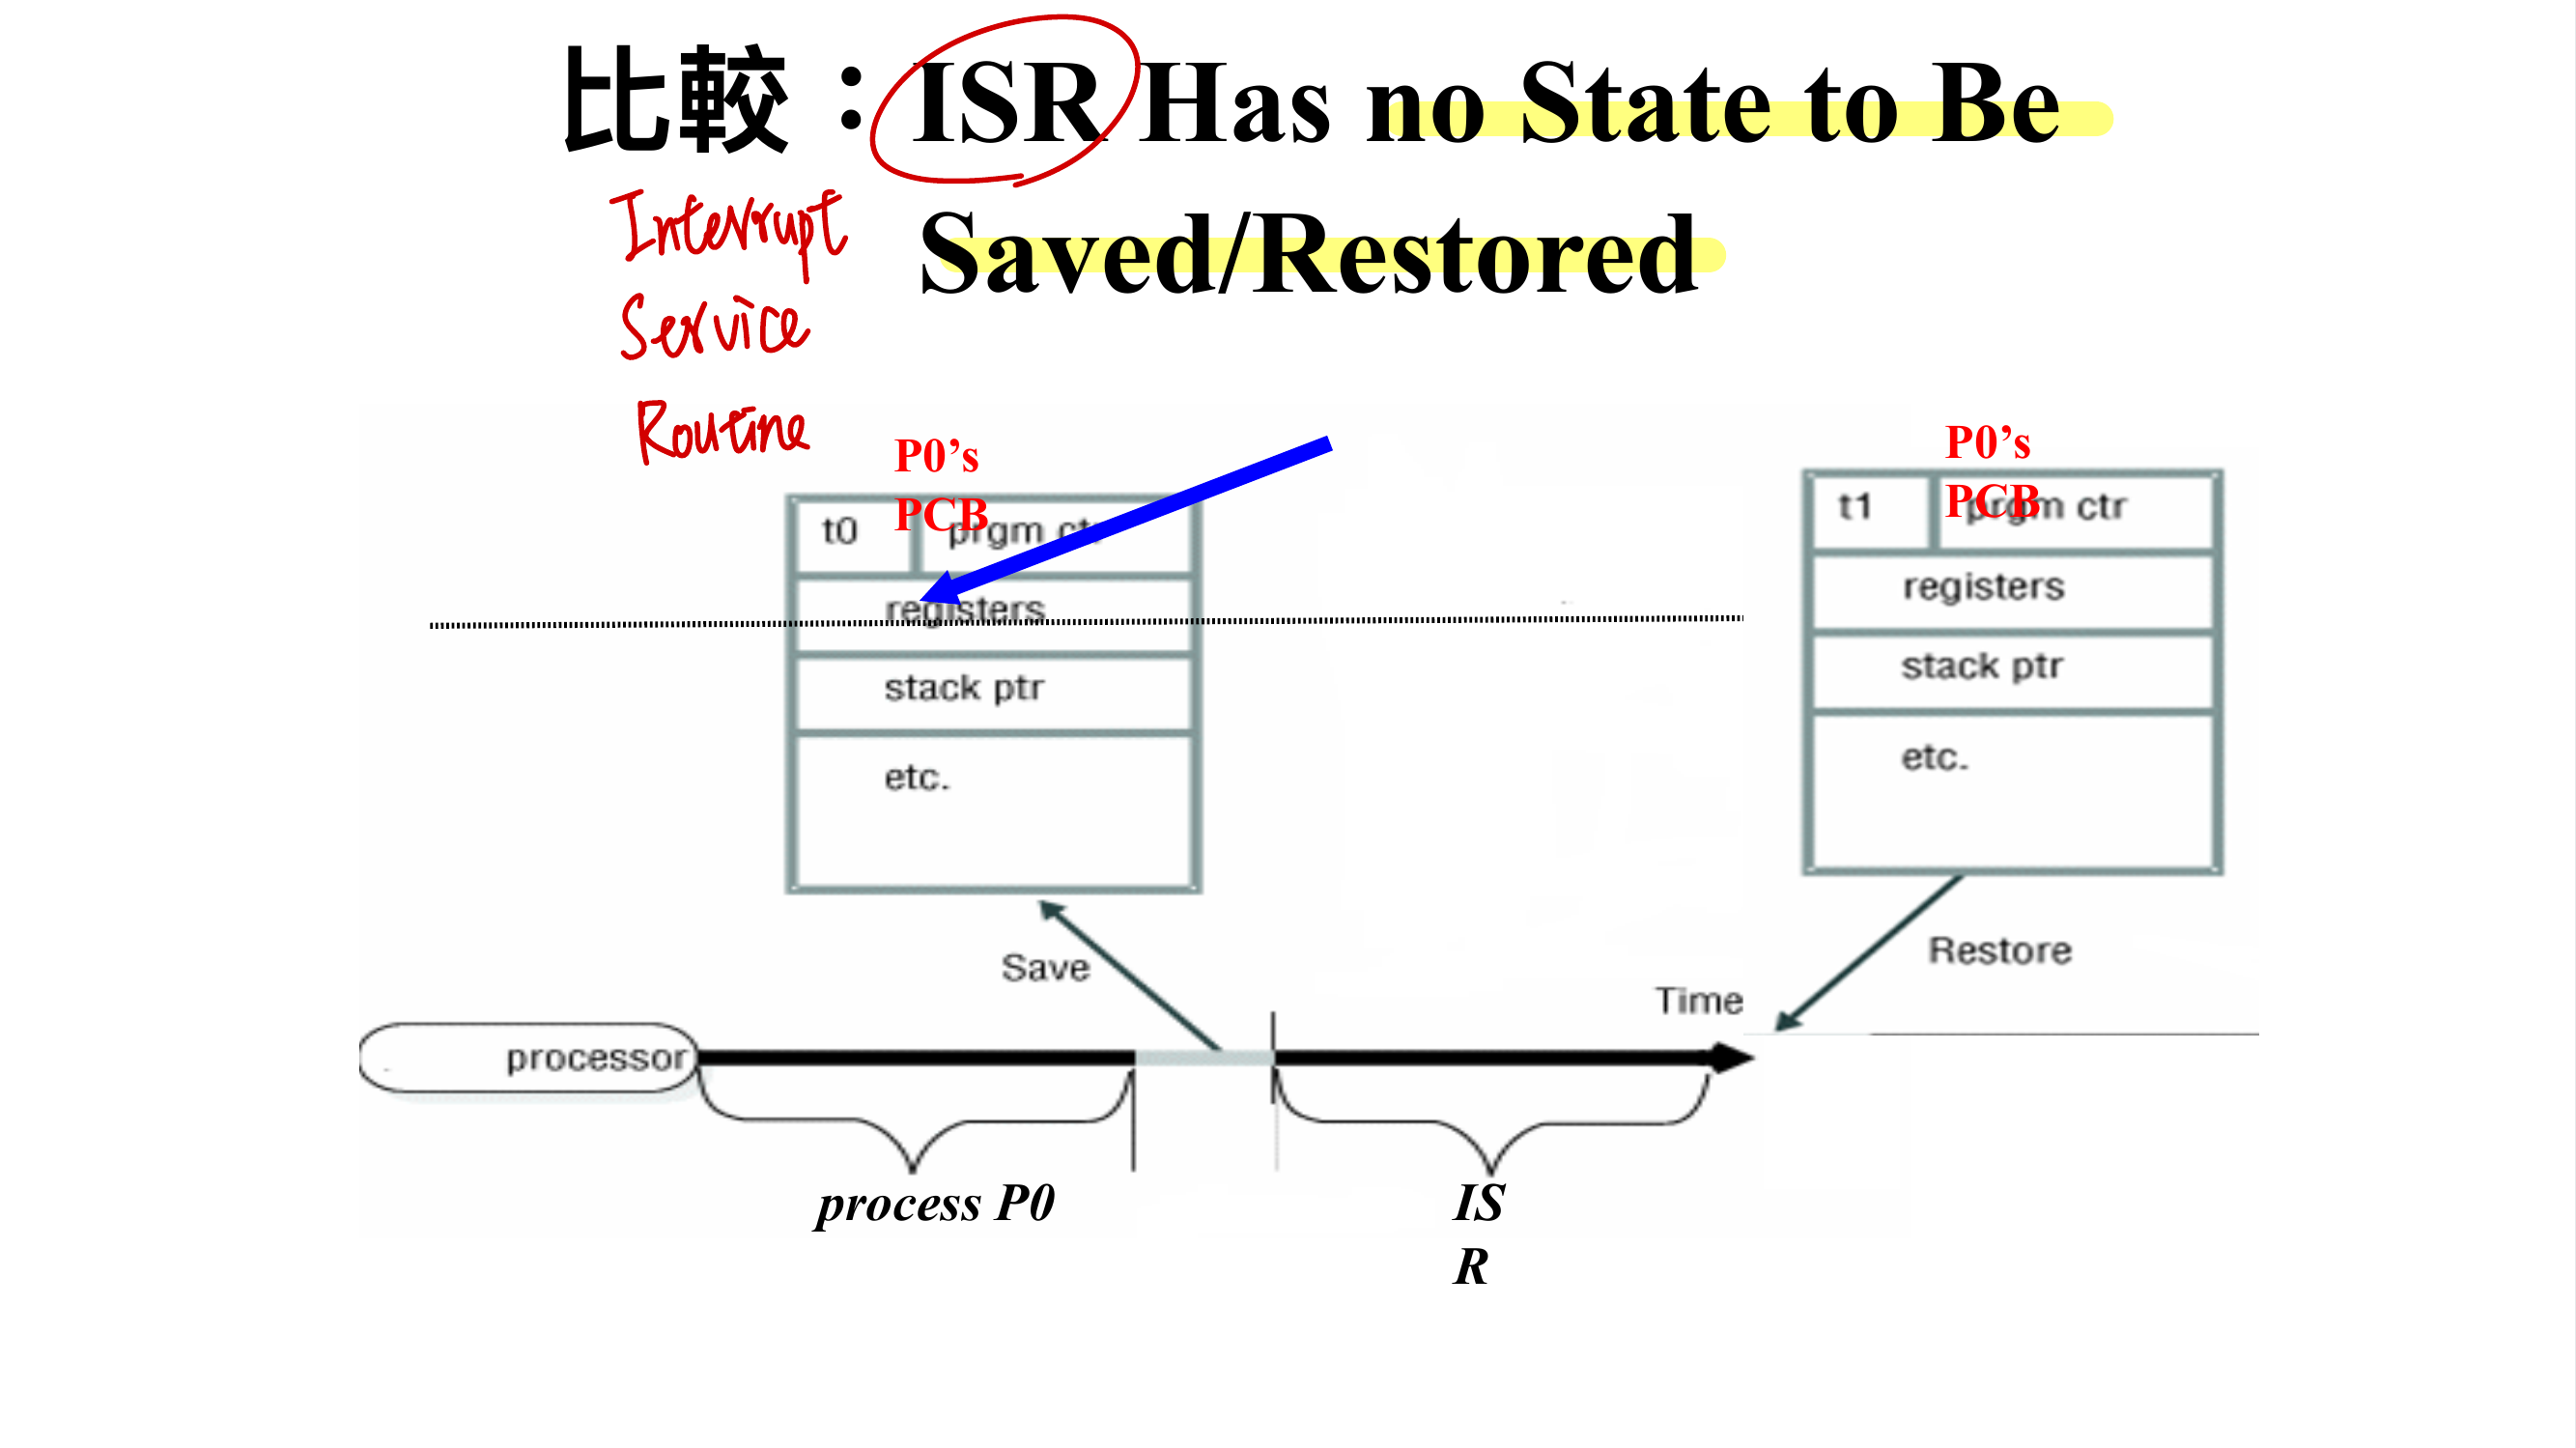 比較：ISR Has no State to Be
Saved/Restored
Interrupt
Service
Routine
P0’s
PCB
t0 prgm ctr
registers
stack ptr
etc.
P0’s
PCB
t1 prgm ctr
registers
stack ptr
etc.
Save
Restore
Time
processor
process P0
IS
R